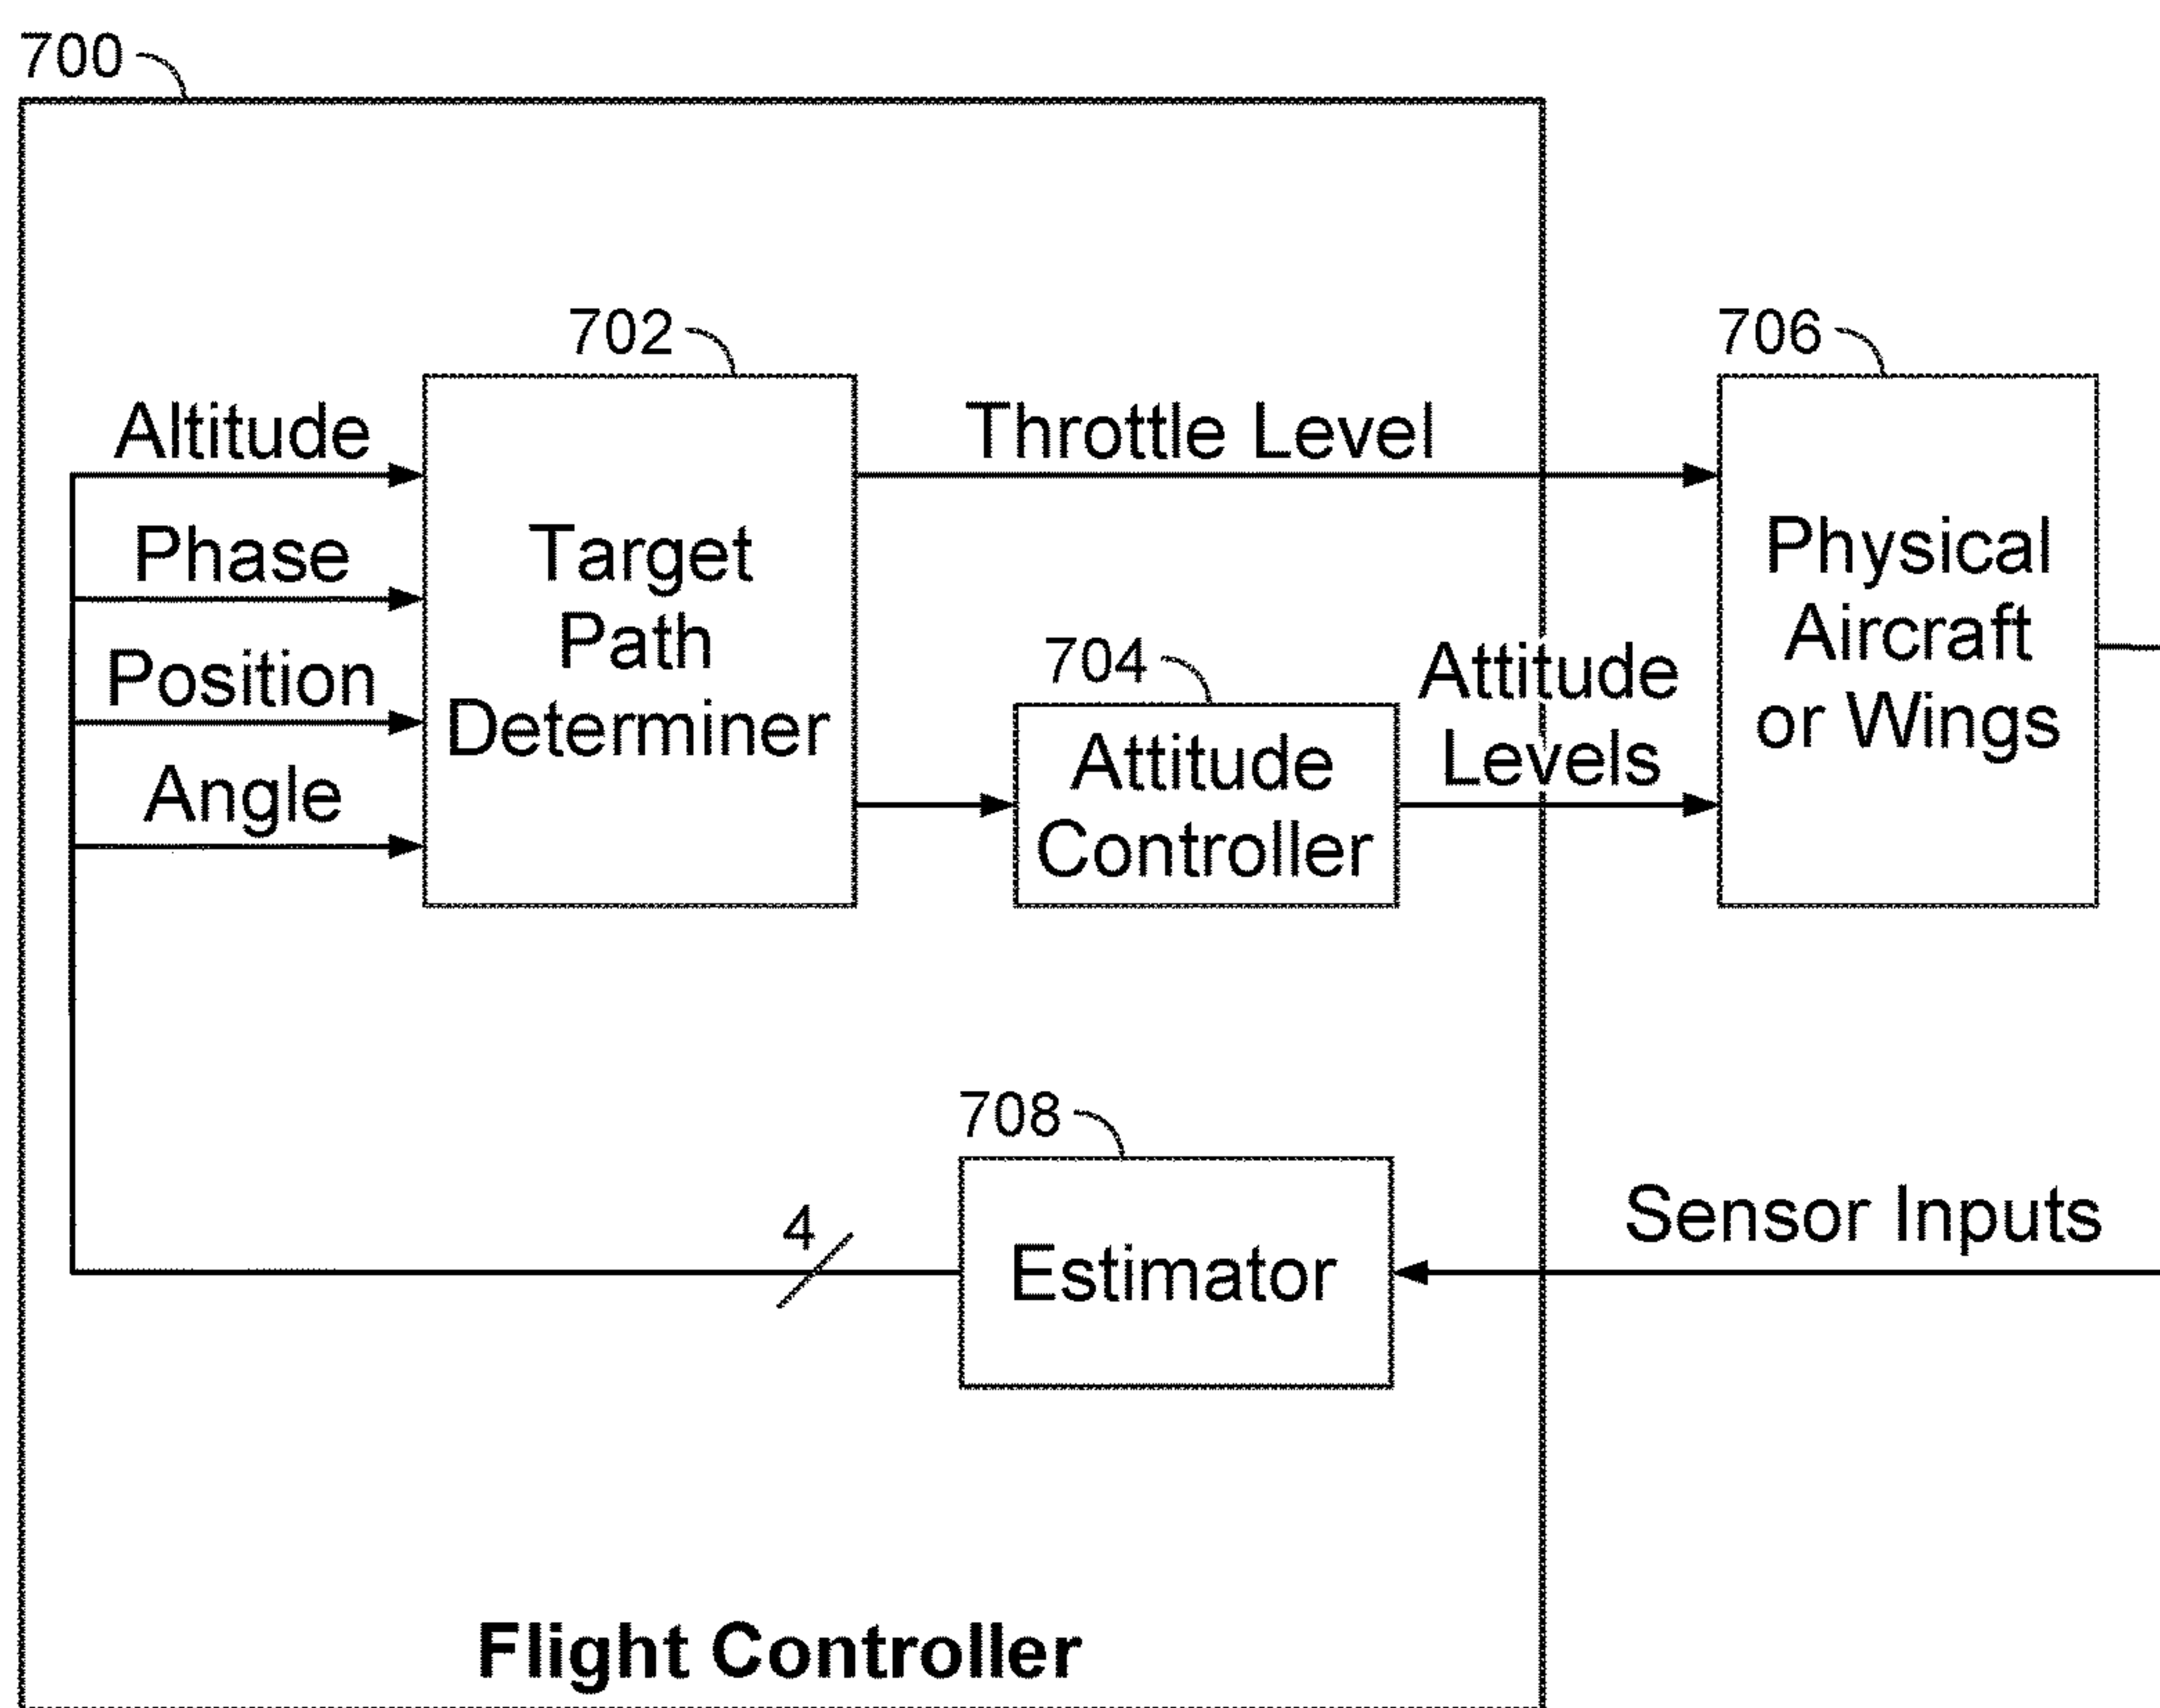 700
702
706
Altitude
Throttle Level
Phase
Target
Path
Determiner
Physical
Aircraft
or Wings
Position
704
Attitude
Levels
Angle
Attitude
Controller
708
4
Estimator
Sensor Inputs
Flight Controller